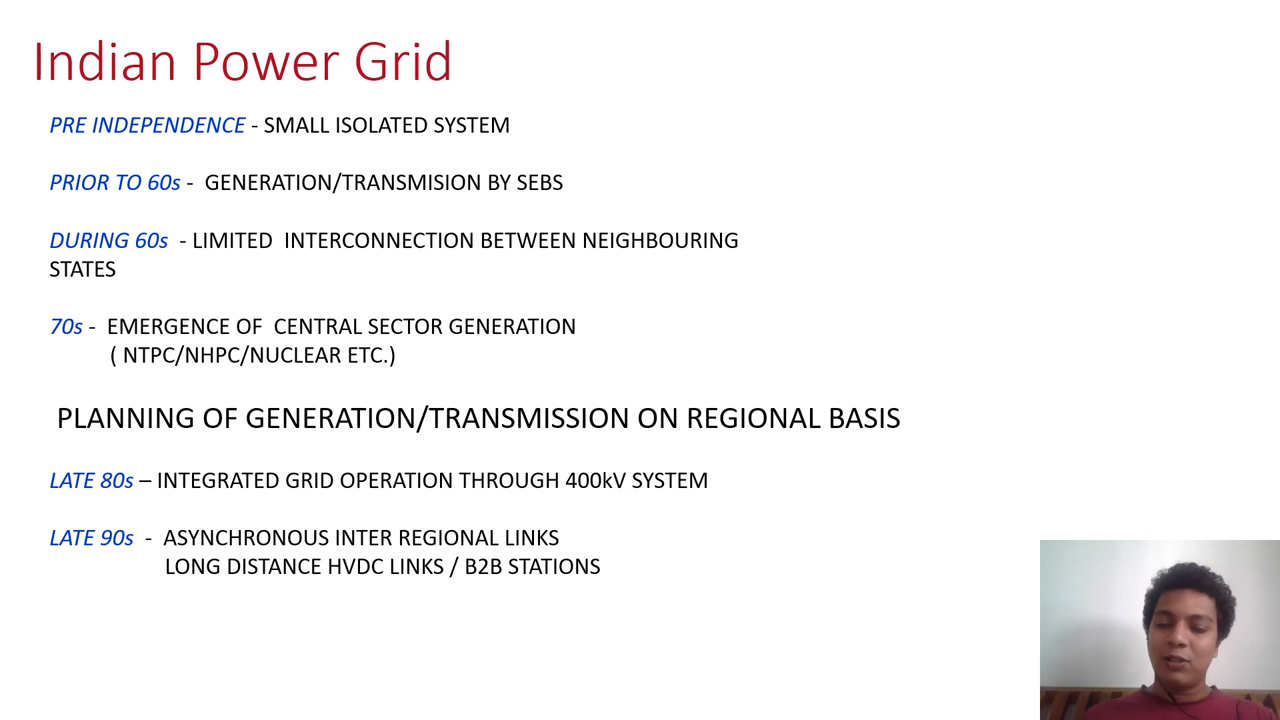 Indian Power Grid
PRE INDEPENDENCE - SMALL ISOLATED SYSTEM
PRIOR TO 60s - GENERATION/TRANSMISION BY SEBS
DURING 60s - LIMITED INTERCONNECTION BETWEEN NEIGHBOURING
STATES
70s - EMERGENCE OF CENTRAL SECTOR GENERATION
( NTPC/NHPC/NUCLEAR ETC.)
PLANNING OF GENERATION/TRANSMISSION ON REGIONAL BASIS
LATE 80s – INTEGRATED GRID OPERATION THROUGH 400kV SYSTEM
LATE 90s - ASYNCHRONOUS INTER REGIONAL LINKS
LONG DISTANCE HVDC LINKS / B2B STATIONS